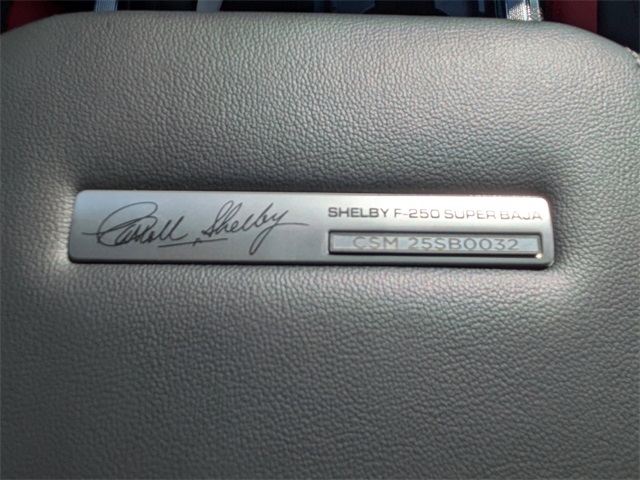 Carroll Shelby
SHELBY F-250 SUPER BAJA
CSM 25SB0032